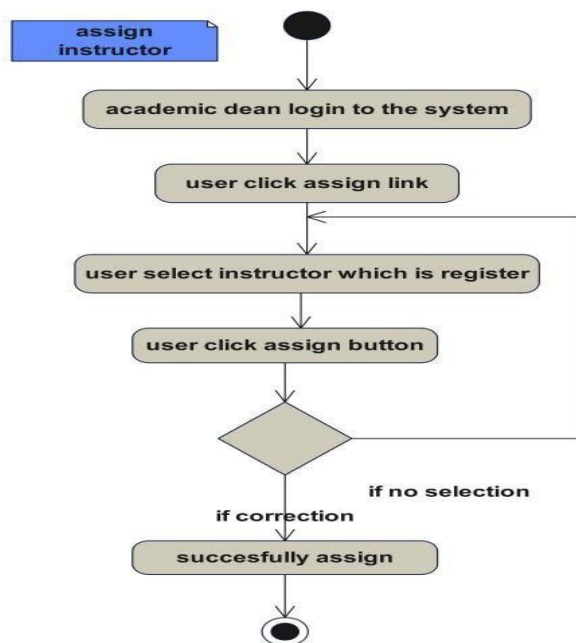 assign
instructor
academic dean login to the system
user click assign link
user select instructor which is register
user click assign button
if no selection
if correction
succesfully assign